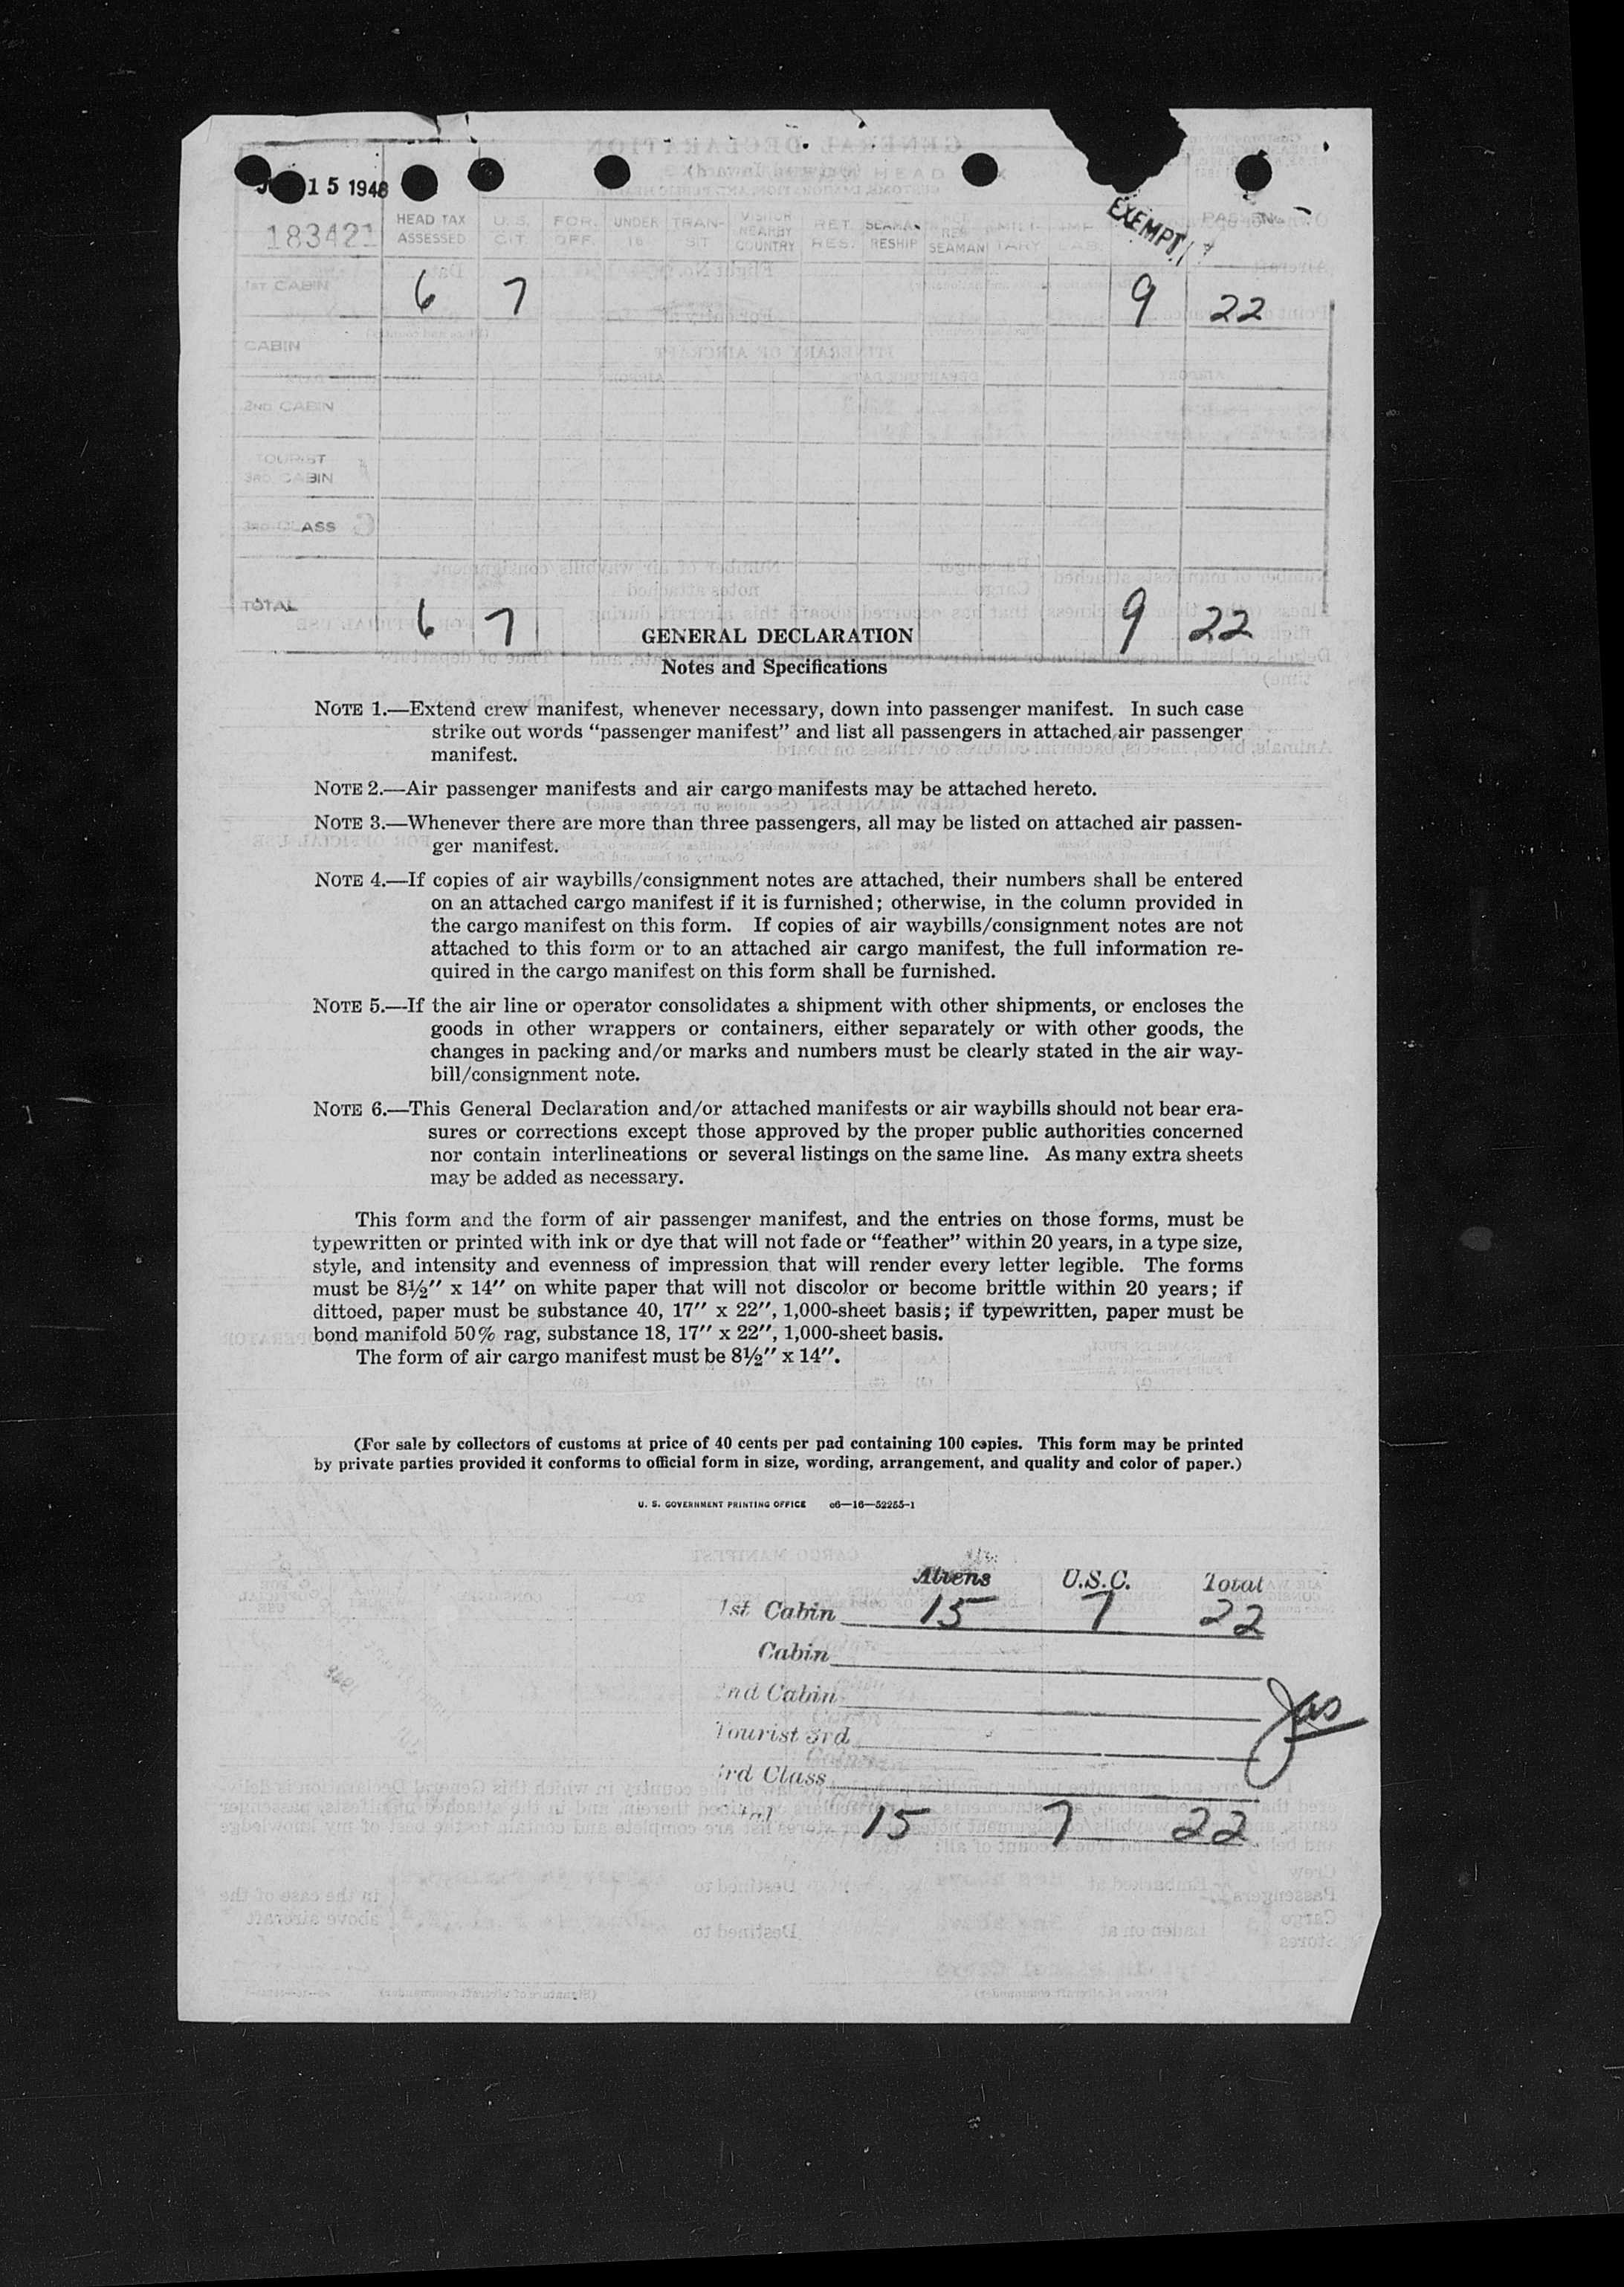 15 1948
183421
HEAD TAX
HEAD TAX ASSESSED U.S. CIT. FOR. OFF. UNDER 16 TRAN- SIT VISITOR NEARBY COUNTRY RET. RES. SEAMAN RESHIP SEAMAN MILI- TARY EXEMPT
1ST CABIN 6 7 9 22
CABIN
2ND CABIN
TOURIST
3RD CABIN
3RD CLASS
TOTAL 6 7 9 22
GENERAL DECLARATION
Notes and Specifications
NOTE 1.—Extend crew manifest, whenever necessary, down into passenger manifest. In such case
strike out words “passenger manifest” and list all passengers in attached air passenger
manifest.
NOTE 2.—Air passenger manifests and air cargo manifests may be attached hereto.
NOTE 3.—Whenever there are more than three passengers, all may be listed on attached air passen-
ger manifest.
NOTE 4.—If copies of air waybills/consignment notes are attached, their numbers shall be entered
on an attached cargo manifest if it is furnished; otherwise, in the column provided in
the cargo manifest on this form. If copies of air waybills/consignment notes are not
attached to this form or to an attached air cargo manifest, the full information re-
quired in the cargo manifest on this form shall be furnished.
NOTE 5.—If the air line or operator consolidates a shipment with other shipments, or encloses the
goods in other wrappers or containers, either separately or with other goods, the
changes in packing and/or marks and numbers must be clearly stated in the air way-
bill/consignment note.
NOTE 6.—This General Declaration and/or attached manifests or air waybills should not bear era-
sures or corrections except those approved by the proper public authorities concerned
nor contain interlineations or several listings on the same line. As many extra sheets
may be added as necessary.
This form and the form of air passenger manifest, and the entries on those forms, must be
typewritten or printed with ink or dye that will not fade or “feather” within 20 years, in a type size,
style, and intensity and evenness of impression that will render every letter legible. The forms
must be 8½″ x 14″ on white paper that will not discolor or become brittle within 20 years; if
dittoed, paper must be substance 40, 17″ x 22″, 1,000-sheet basis; if typewritten, paper must be
bond manifold 50% rag, substance 18, 17″ x 22″, 1,000-sheet basis.
The form of air cargo manifest must be 8½″ x 14″.
(For sale by collectors of customs at price of 40 cents per pad containing 100 copies. This form may be printed
by private parties provided it conforms to official form in size, wording, arrangement, and quality and color of paper.)
U. S. GOVERNMENT PRINTING OFFICE c6—16—52255-1
Aliens U.S.C. Total
1st Cabin 15 7 22
Cabin
2nd Cabin
Tourist 3rd
3rd Class
Total 15 7 22
Jas